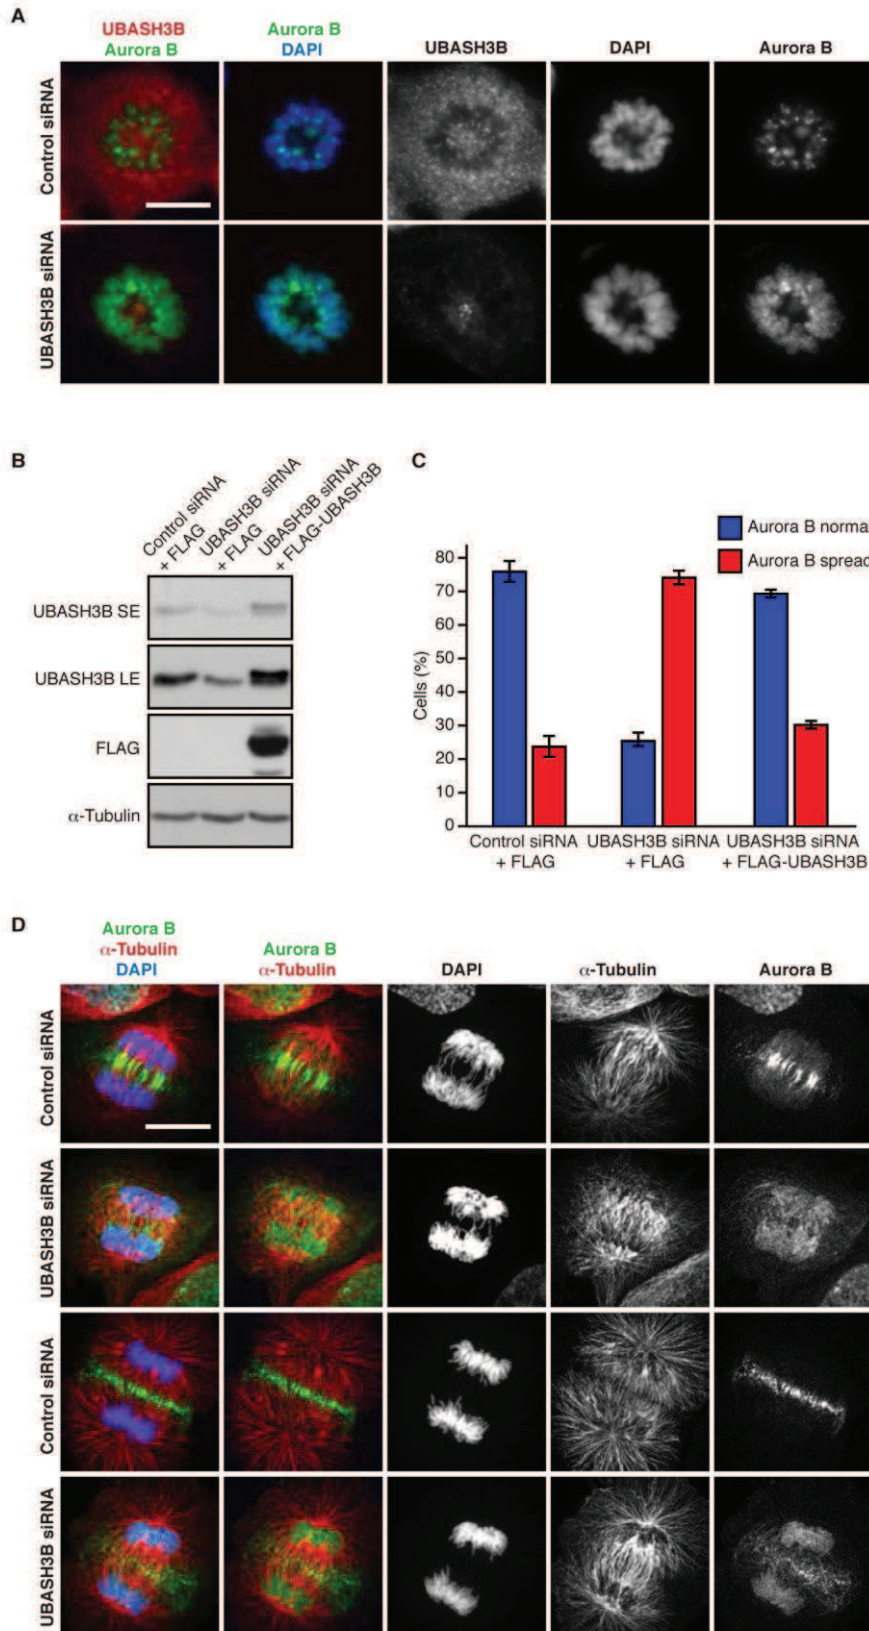 A
UBASH3B
Aurora B
Aurora B
DAPI
UBASH3B
DAPI
Aurora B
Control siRNA
UBASH3B siRNA
B
Control siRNA
+ FLAG
UBASH3B siRNA
+ FLAG
UBASH3B siRNA
+ FLAG-UBASH3B
UBASH3B SE
UBASH3B LE
FLAG
α-Tubulin
C
Aurora B norma
Aurora B spread
Cells (%)
80
70
60
50
40
30
20
10
0
Control siRNA
+ FLAG
UBASH3B siRNA
+ FLAG
UBASH3B siRNA
+ FLAG-UBASH3B
D
Aurora B
α-Tubulin
DAPI
Aurora B
α-Tubulin
DAPI
α-Tubulin
Aurora B
Control siRNA
UBASH3B siRNA
Control siRNA
UBASH3B siRNA